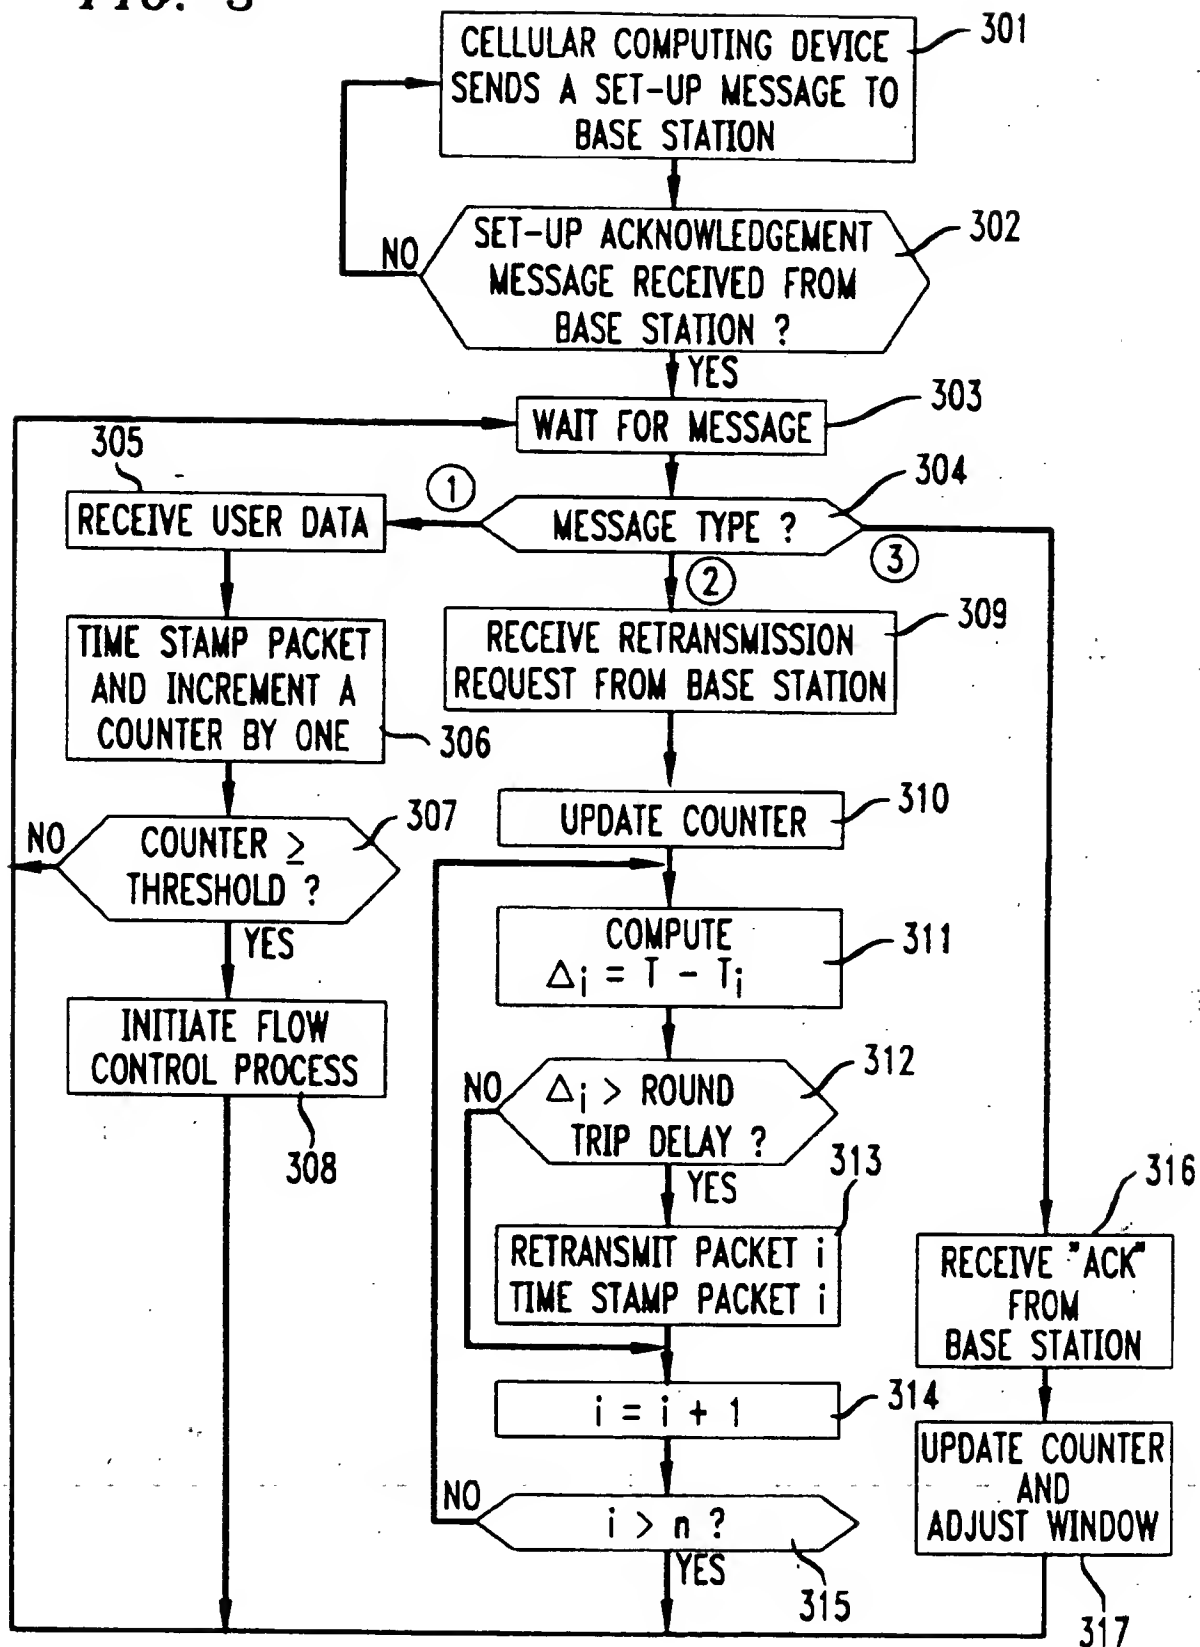 FIG. 3
CELLULAR COMPUTING DEVICE
SENDS A SET-UP MESSAGE TO
BASE STATION
301
SET-UP ACKNOWLEDGEMENT
MESSAGE RECEIVED FROM
BASE STATION ?
302
NO
YES
WAIT FOR MESSAGE
303
MESSAGE TYPE ?
304
1
2
3
305
RECEIVE USER DATA
TIME STAMP PACKET
AND INCREMENT A
COUNTER BY ONE
306
COUNTER ≥
THRESHOLD ?
307
NO
YES
INITIATE FLOW
CONTROL PROCESS
308
RECEIVE RETRANSMISSION
REQUEST FROM BASE STATION
309
UPDATE COUNTER
310
COMPUTE
Δi = T - Ti
311
Δi > ROUND
TRIP DELAY ?
312
NO
YES
313
RETRANSMIT PACKET i
TIME STAMP PACKET i
i = i + 1
314
i > n ?
315
NO
YES
316
RECEIVE "ACK"
FROM
BASE STATION
UPDATE COUNTER
AND
ADJUST WINDOW
317